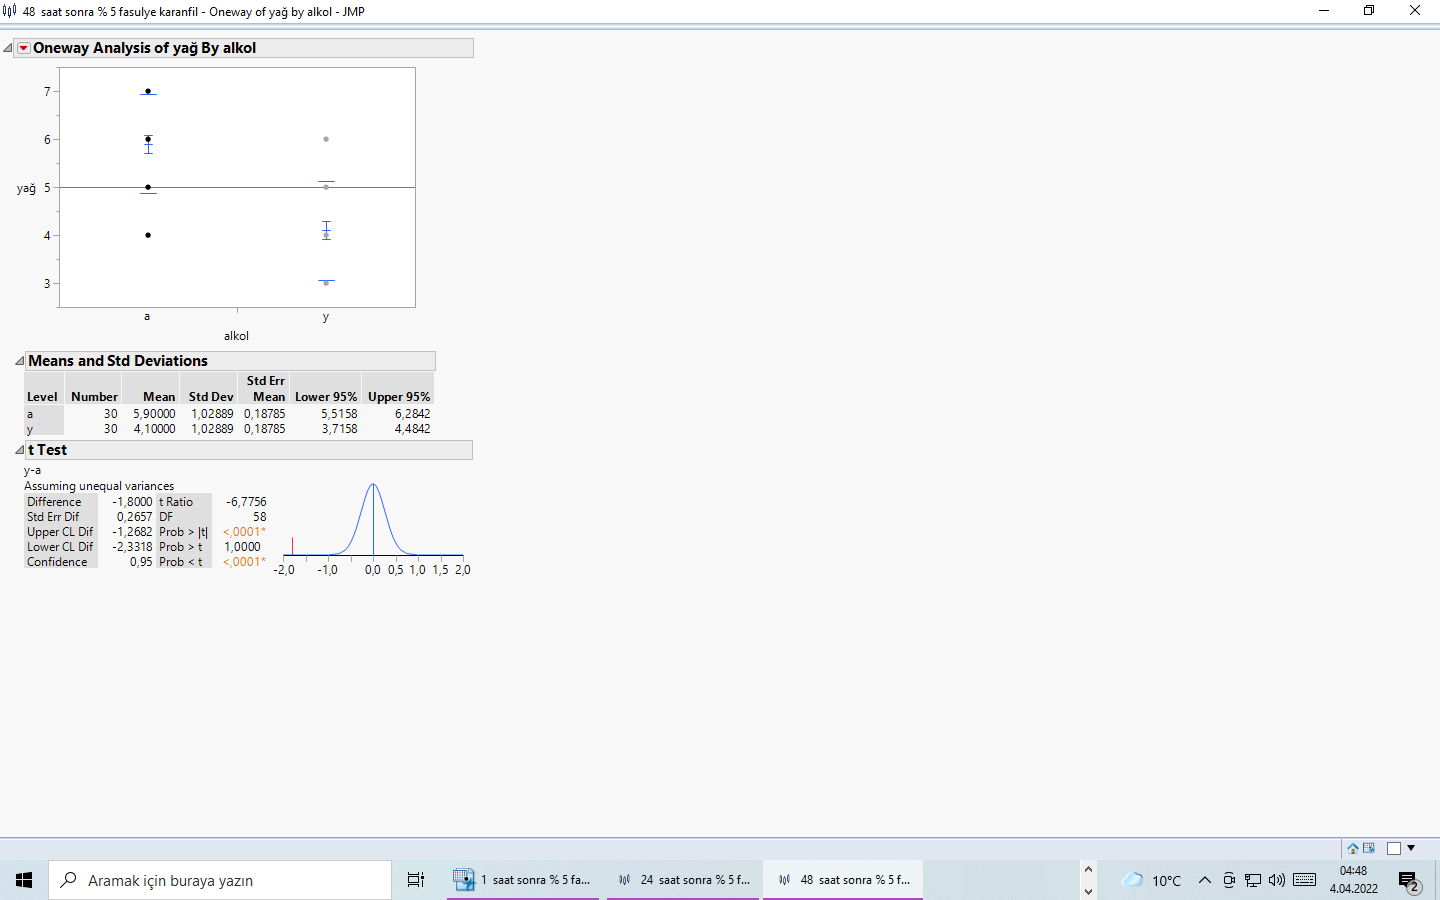 48 saat sonra % 5 fasulye karanfil - Oneway of yağ by alkol - JMP
Oneway Analysis of yağ By alkol
7
6
yağ 5
4
3
a y
alkol
Means and Std Deviations
Level Number Mean Std Dev Std Err Mean Lower 95% Upper 95%
a 30 5,90000 1,02889 0,18785 5,5158 6,2842
y 30 4,10000 1,02889 0,18785 3,7158 4,4842
t Test
y-a
Assuming unequal variances
Difference -1,8000 t Ratio -6,7756
Std Err Dif 0,2657 DF 58
Upper CL Dif -1,2682 Prob > |t| <,0001*
Lower CL Dif -2,3318 Prob > t 1,0000
Confidence 0,95 Prob < t <,0001*
-2,0 -1,0 0,0 0,5 1,0 1,5 2,0
Aramak için buraya yazın
1 saat sonra % 5 fa...
24 saat sonra % 5 f...
48 saat sonra % 5 f...
10°C
04:48
4.04.2022
2